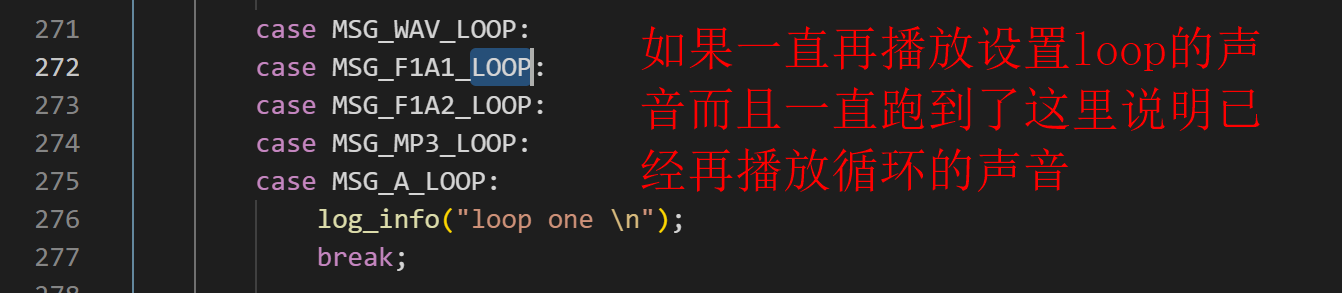 271 case MSG_WAV_LOOP:
272 case MSG_F1A1_LOOP:
273 case MSG_F1A2_LOOP:
274 case MSG_MP3_LOOP:
275 case MSG_A_LOOP:
276 log_info("loop one \n");
277 break;
278
如果一直再播放设置loop的声
音而且一直跑到了这里说明已
经再播放循环的声音